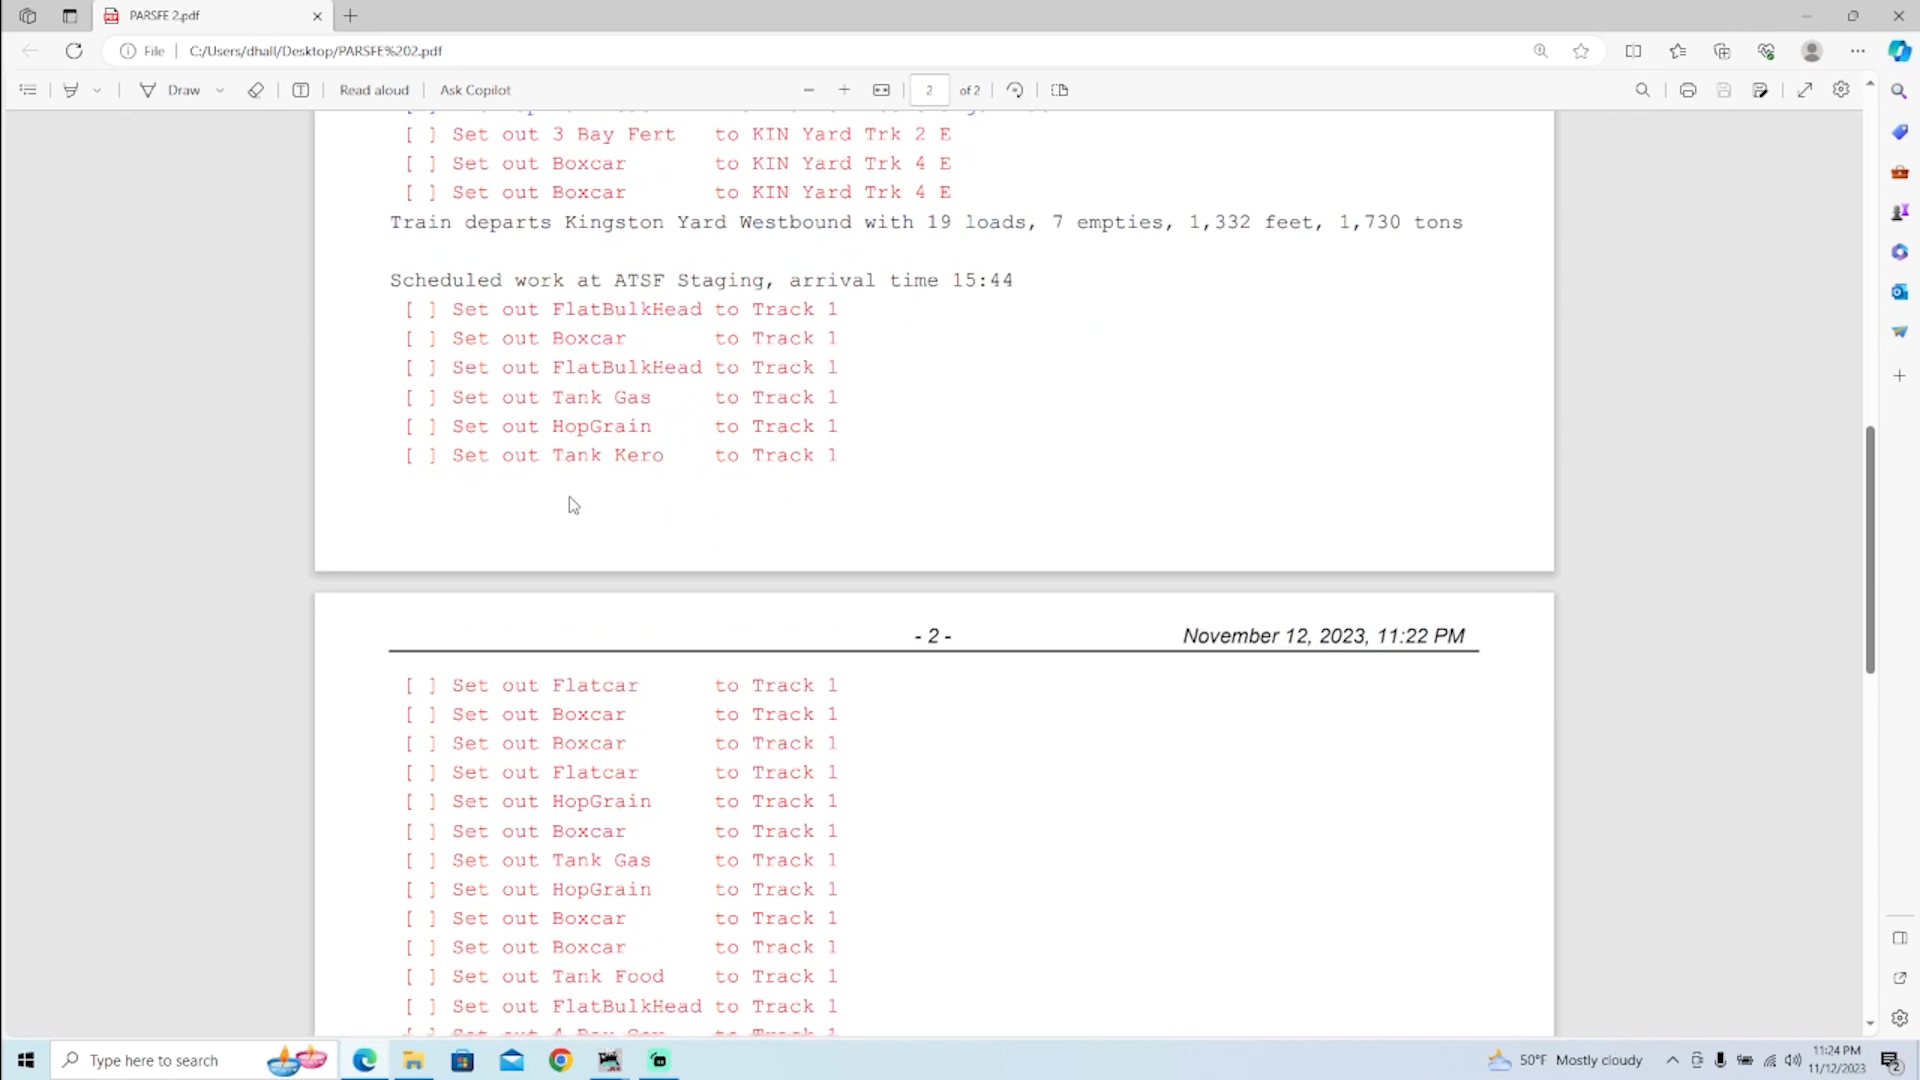 PARSFE 2.pdf
File C:/Users/dhall/Desktop/PARSFE%202.pdf
Draw Read aloud Ask Copilot 2 of 2
[ ] Set out 3 Bay Fert to KIN Yard Trk 2 E
[ ] Set out Boxcar to KIN Yard Trk 4 E
[ ] Set out Boxcar to KIN Yard Trk 4 E
Train departs Kingston Yard Westbound with 19 loads, 7 empties, 1,332 feet, 1,730 tons
Scheduled work at ATSF Staging, arrival time 15:44
[ ] Set out FlatBulkHead to Track 1
[ ] Set out Boxcar to Track 1
[ ] Set out FlatBulkHead to Track 1
[ ] Set out Tank Gas to Track 1
[ ] Set out HopGrain to Track 1
[ ] Set out Tank Kero to Track 1
- 2 - November 12, 2023, 11:22 PM
[ ] Set out Flatcar to Track 1
[ ] Set out Boxcar to Track 1
[ ] Set out Boxcar to Track 1
[ ] Set out Flatcar to Track 1
[ ] Set out HopGrain to Track 1
[ ] Set out Boxcar to Track 1
[ ] Set out Tank Gas to Track 1
[ ] Set out HopGrain to Track 1
[ ] Set out Boxcar to Track 1
[ ] Set out Boxcar to Track 1
[ ] Set out Tank Food to Track 1
[ ] Set out FlatBulkHead to Track 1
[ ] Set out 4 Bay to Track 1
Type here to search 50°F Mostly cloudy 11:24 PM
11/12/2023 2